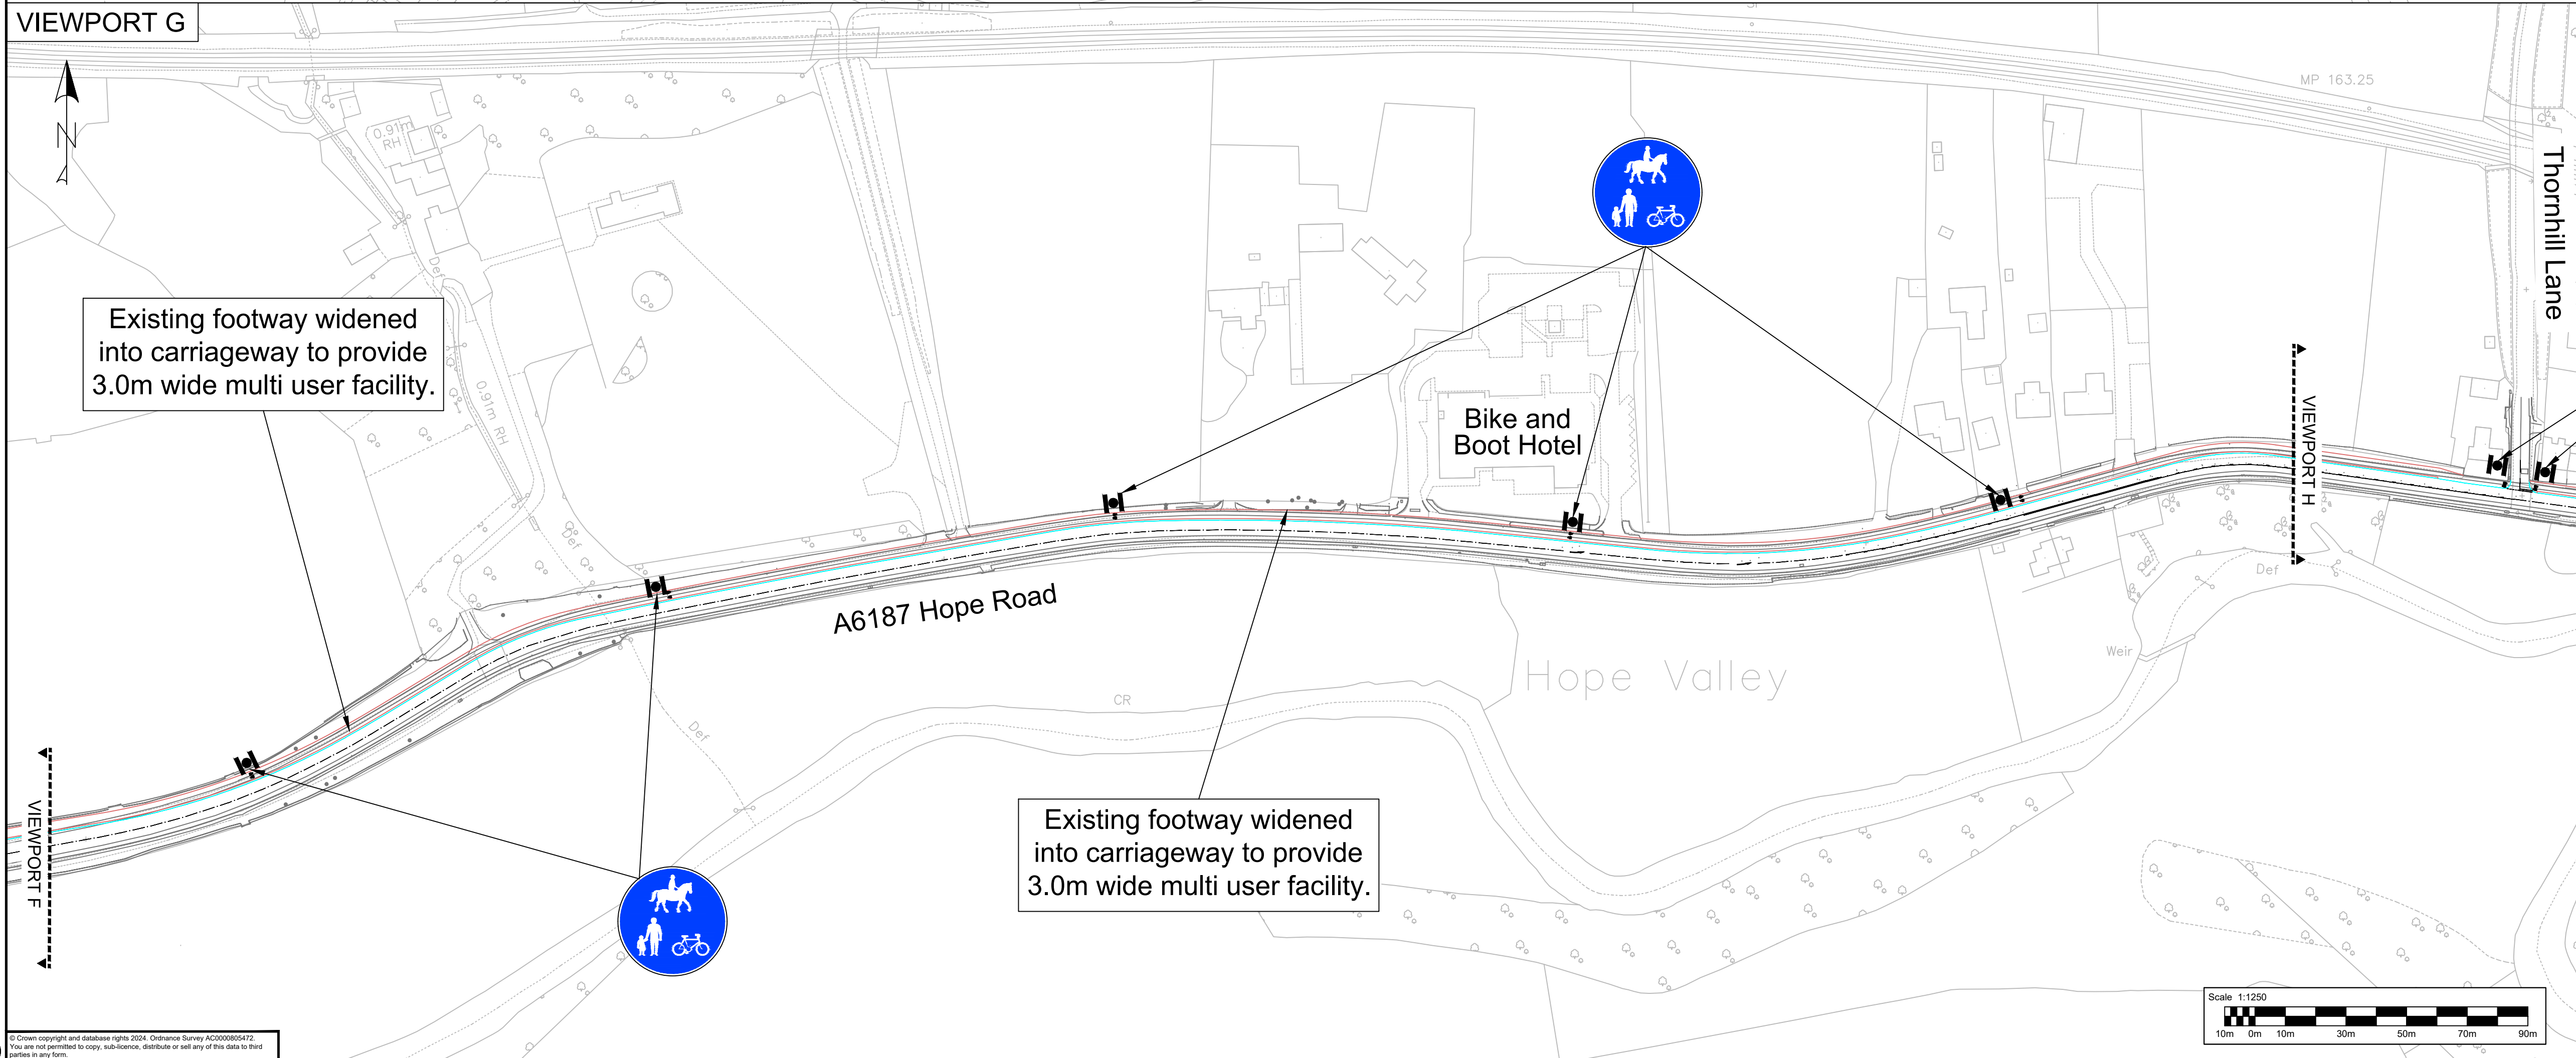 VIEWPORT G
N
MP 163.25
Thornhill Lane
0.91m
RH
Def
Existing footway widened
into carriageway to provide
3.0m wide multi user facility.
0.91m RH
Def
Bike and
Boot Hotel
VIEWPORT H
A6187 Hope Road
Def
Weir
Hope Valley
CR
Def
VIEWPORT F
Existing footway widened
into carriageway to provide
3.0m wide multi user facility.
Scale 1:1250
10m 0m 10m 30m 50m 70m 90m
© Crown copyright and database rights 2024. Ordnance Survey AC0000805472.
You are not permitted to copy, sub-licence, distribute or sell any of this data to third
parties in any form.